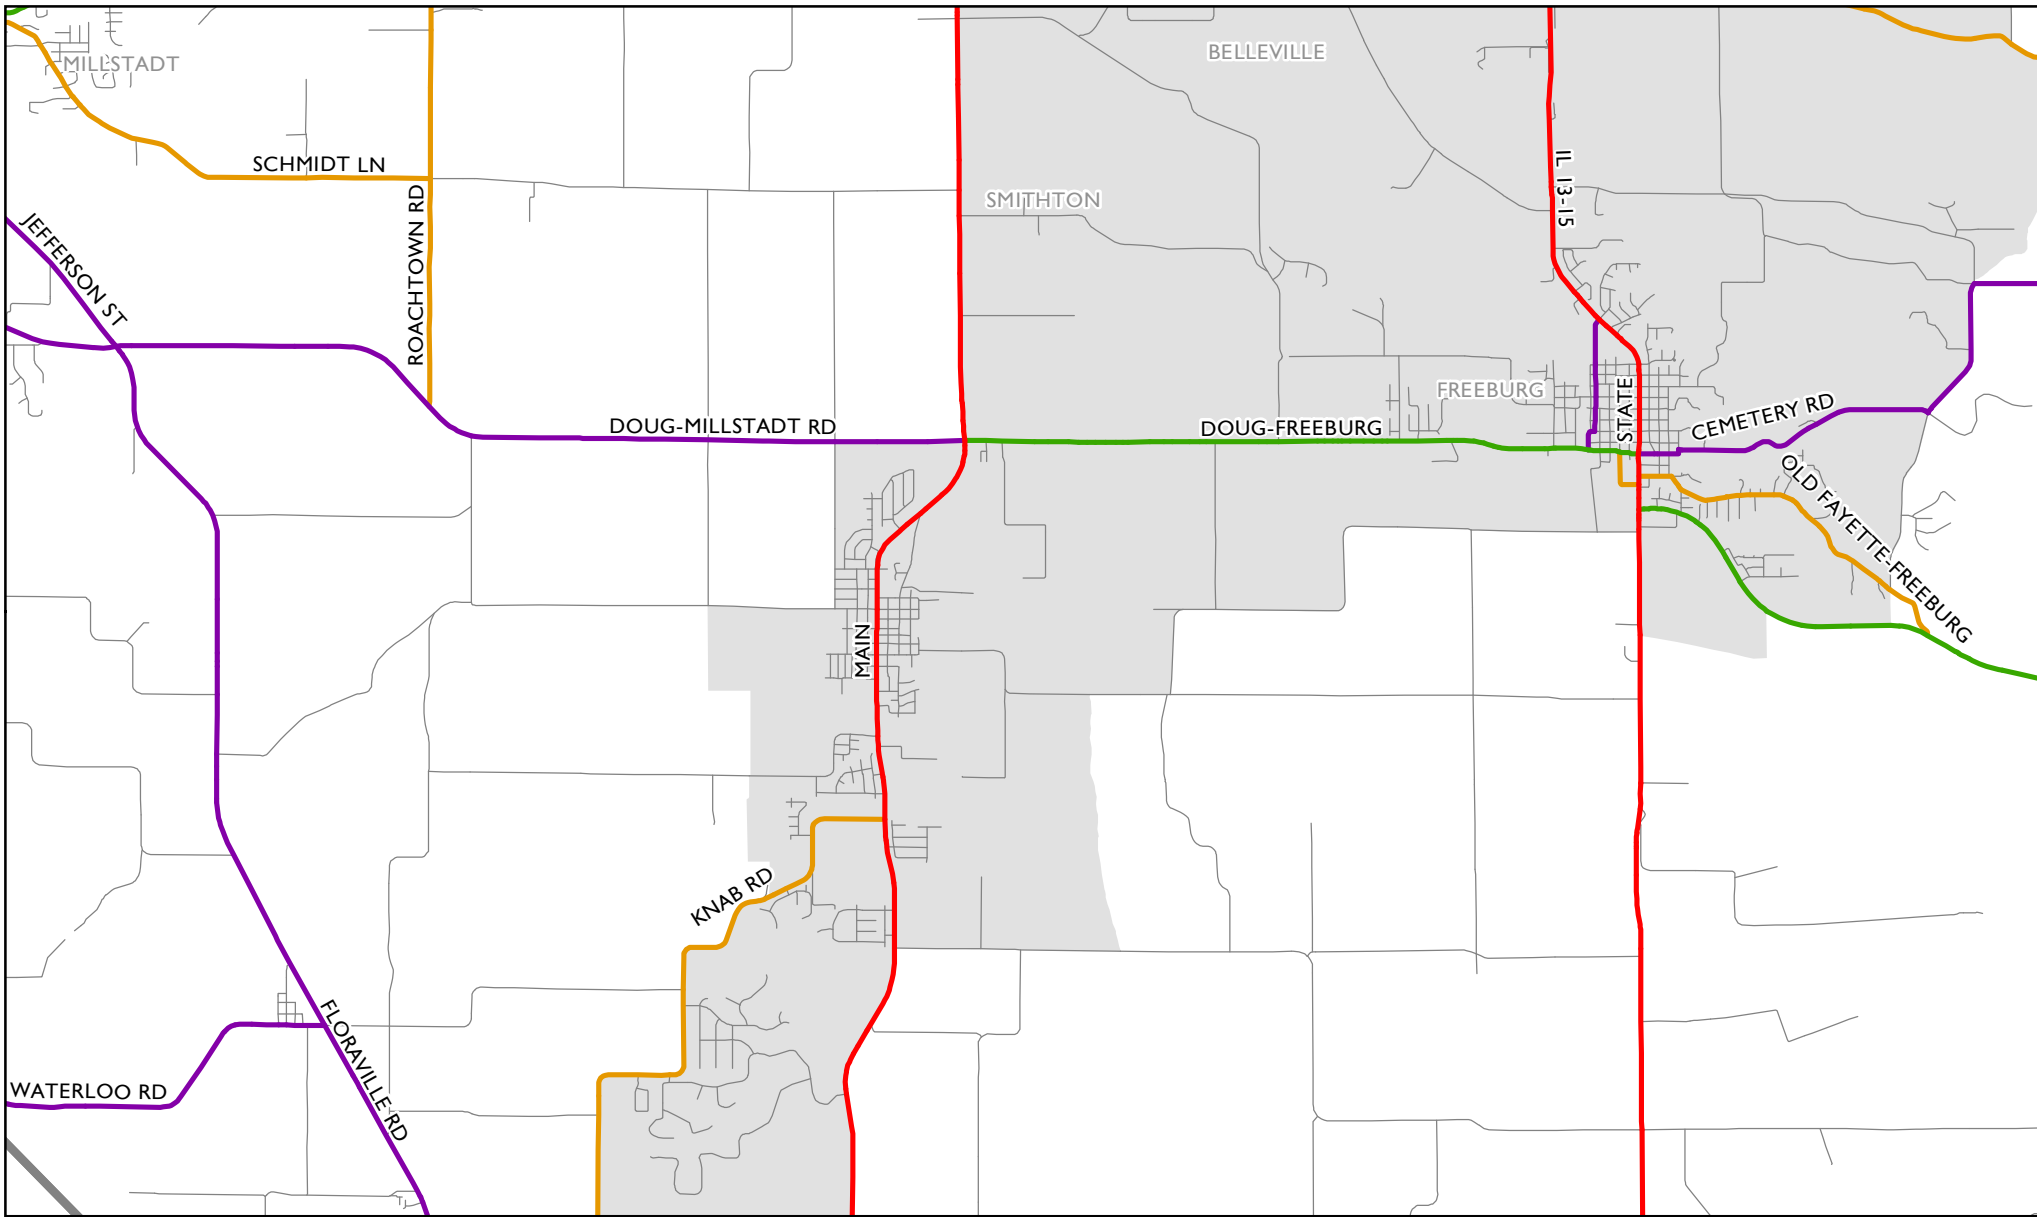 BELLEVILLE
MILLSTADT
SCHMIDT LN
IL 13-15
SMITHTON
ROACHTOWN RD
JEFFERSON ST
FREEBURG
STATE
CEMETERY RD
DOUG-MILLSTADT RD
DOUG-FREEBURG
OLD FAYETTE-FREEBURG
MAIN
KNAB RD
FLORAVILLE RD
WATERLOO RD